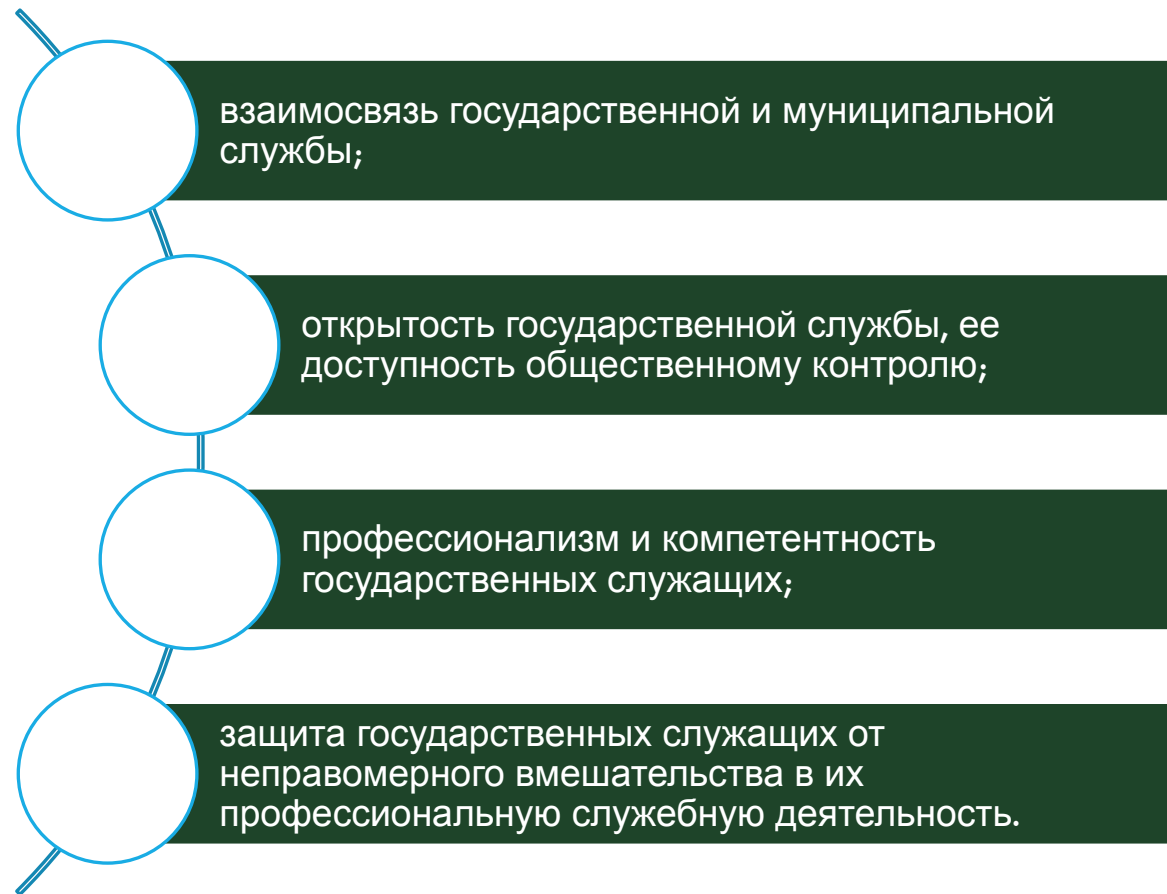 взаимосвязь государственной и муниципальной
службы;
открытость государственной службы, ее
доступность общественному контролю;
профессионализм и компетентность
государственных служащих;
защита государственных служащих от
неправомерного вмешательства в их
профессиональную служебную деятельность.